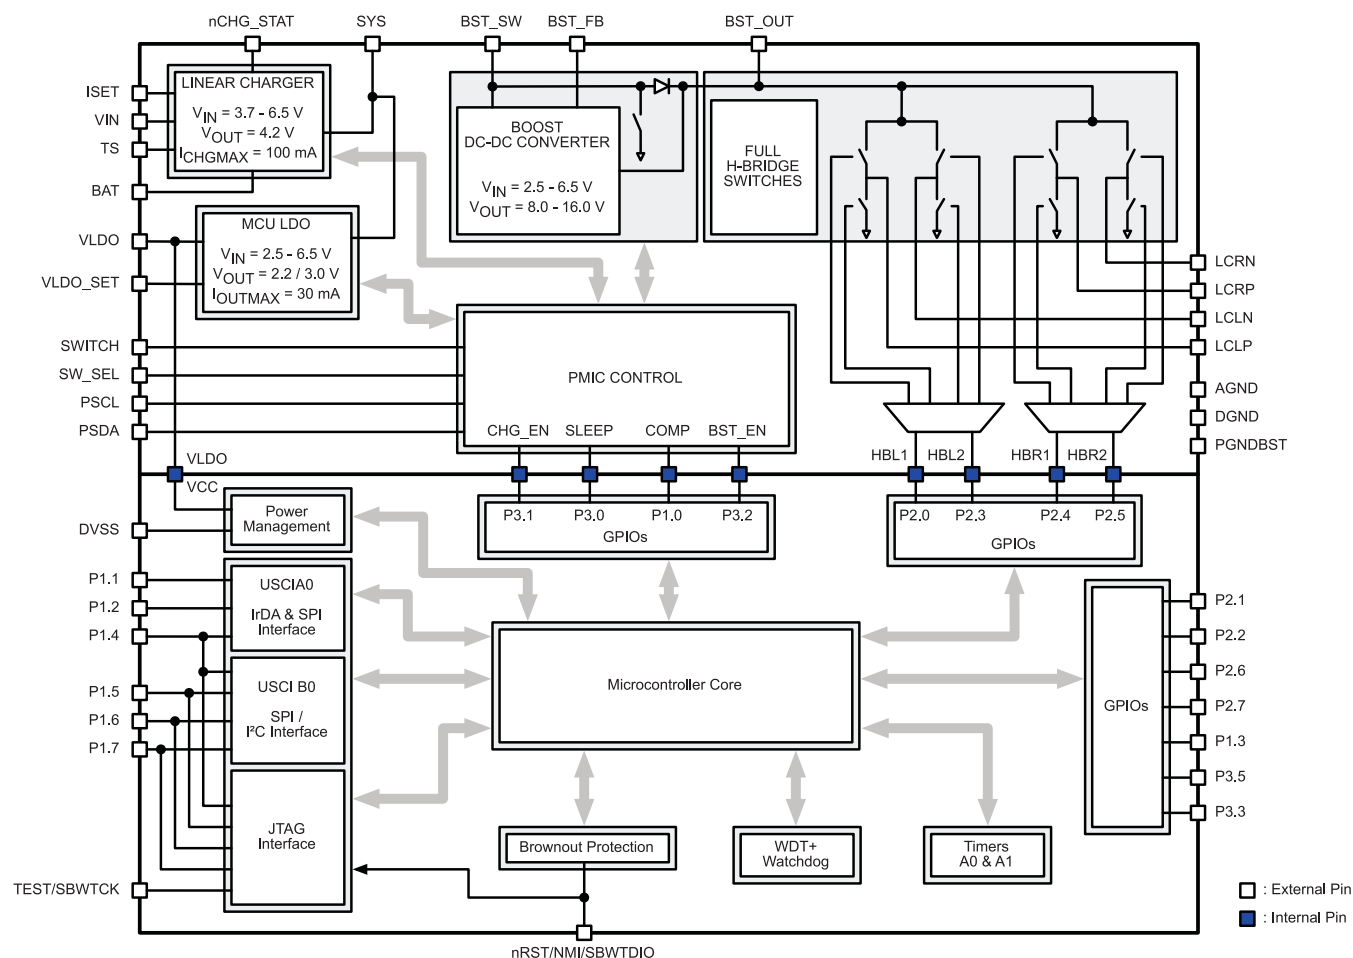 nCHG_STAT
SYS
BST_SW
BST_FB
BST_OUT
ISET
VIN
TS
BAT
VLDO
VLDO_SET
SWITCH
SW_SEL
PSCL
PSDA
LINEAR CHARGER
VIN = 3.7 - 6.5 V
VOUT = 4.2 V
ICHGMAX = 100 mA
MCU LDO
VIN = 2.5 - 6.5 V
VOUT = 2.2 / 3.0 V
IOUTMAX = 30 mA
BOOST
DC-DC CONVERTER
VIN = 2.5 - 6.5 V
VOUT = 8.0 - 16.0 V
FULL
H-BRIDGE
SWITCHES
LCRN
LCRP
LCLN
LCLP
AGND
DGND
PGNDBST
PMIC CONTROL
CHG_EN
SLEEP
COMP
BST_EN
HBL1
HBL2
HBR1
HBR2
VLDO
VCC
P3.1
P3.0
P1.0
P3.2
GPIOs
P2.0
P2.3
P2.4
P2.5
GPIOs
DVSS
P1.1
P1.2
P1.4
P1.5
P1.6
P1.7
TEST/SBWTCK
Power
Management
USCIA0
IrDA & SPI
Interface
USCI B0
SPI /
I²C Interface
JTAG
Interface
Microcontroller Core
GPIOs
P2.1
P2.2
P2.6
P2.7
P1.3
P3.5
P3.3
Brownout Protection
WDT+
Watchdog
Timers
A0 & A1
nRST/NMI/SBWTDIO
: External Pin
: Internal Pin